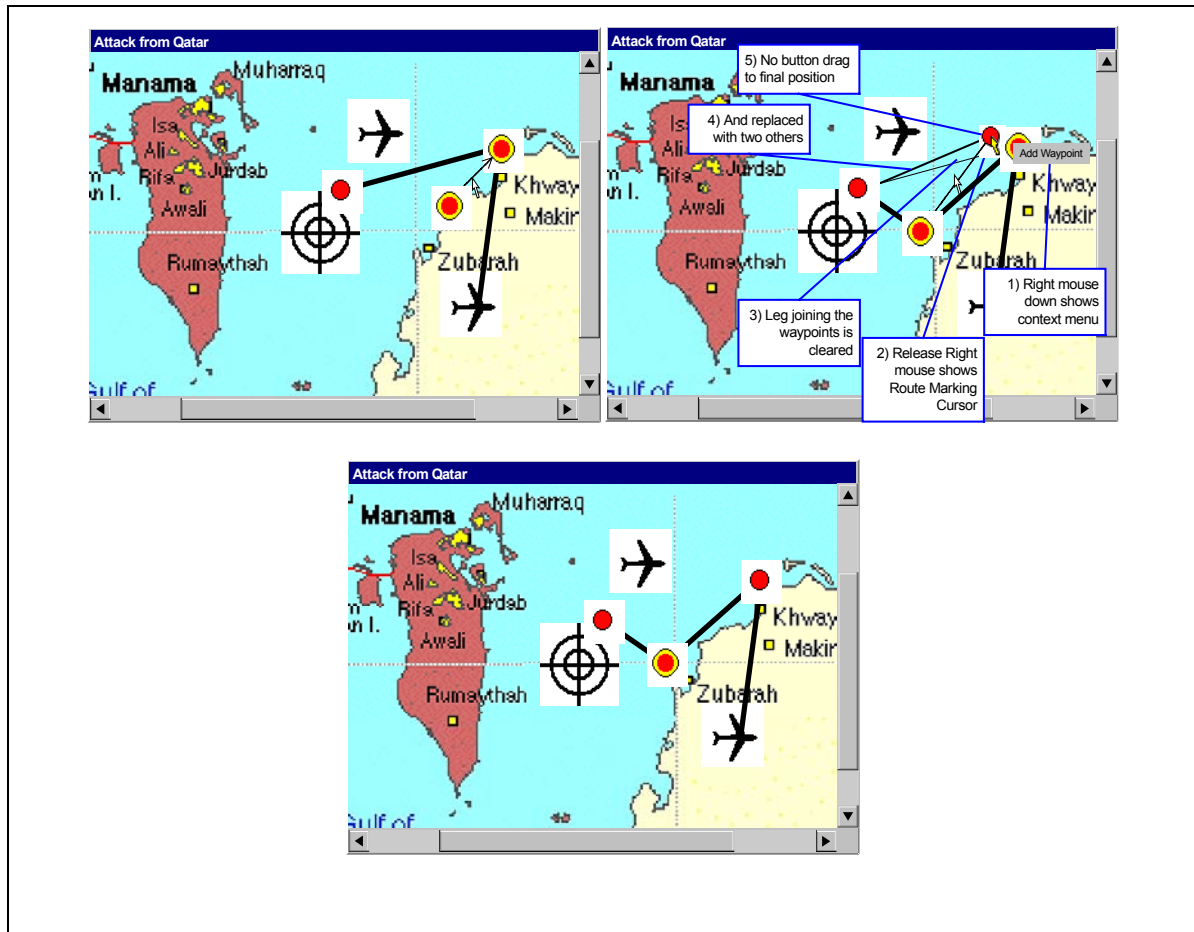 Attack from Qatar
Manama
Muharraq
Isa
Ali
Rifa
Jurdab
Awali
Rumaythah
Khway
Makir
Zubarah
Gulf of
on I.
Attack from Qatar
5) No button drag
to final position
4) And replaced
with two others
Add Waypoint
Manama
Isa
Ali
Rifa
Jurdab
Awali
Rumaythah
Khway
Makir
Zubarah
on I.
1) Right mouse
down shows
context menu
3) Leg joining the
waypoints is
cleared
2) Release Right
mouse shows
Route Marking
Cursor
Gulf of
Attack from Qatar
Manama
Muharraq
Isa
Ali
Rifa
Jurdab
Awali
Rumaythah
Khway
Makir
Zubarah
on I.
Gulf of